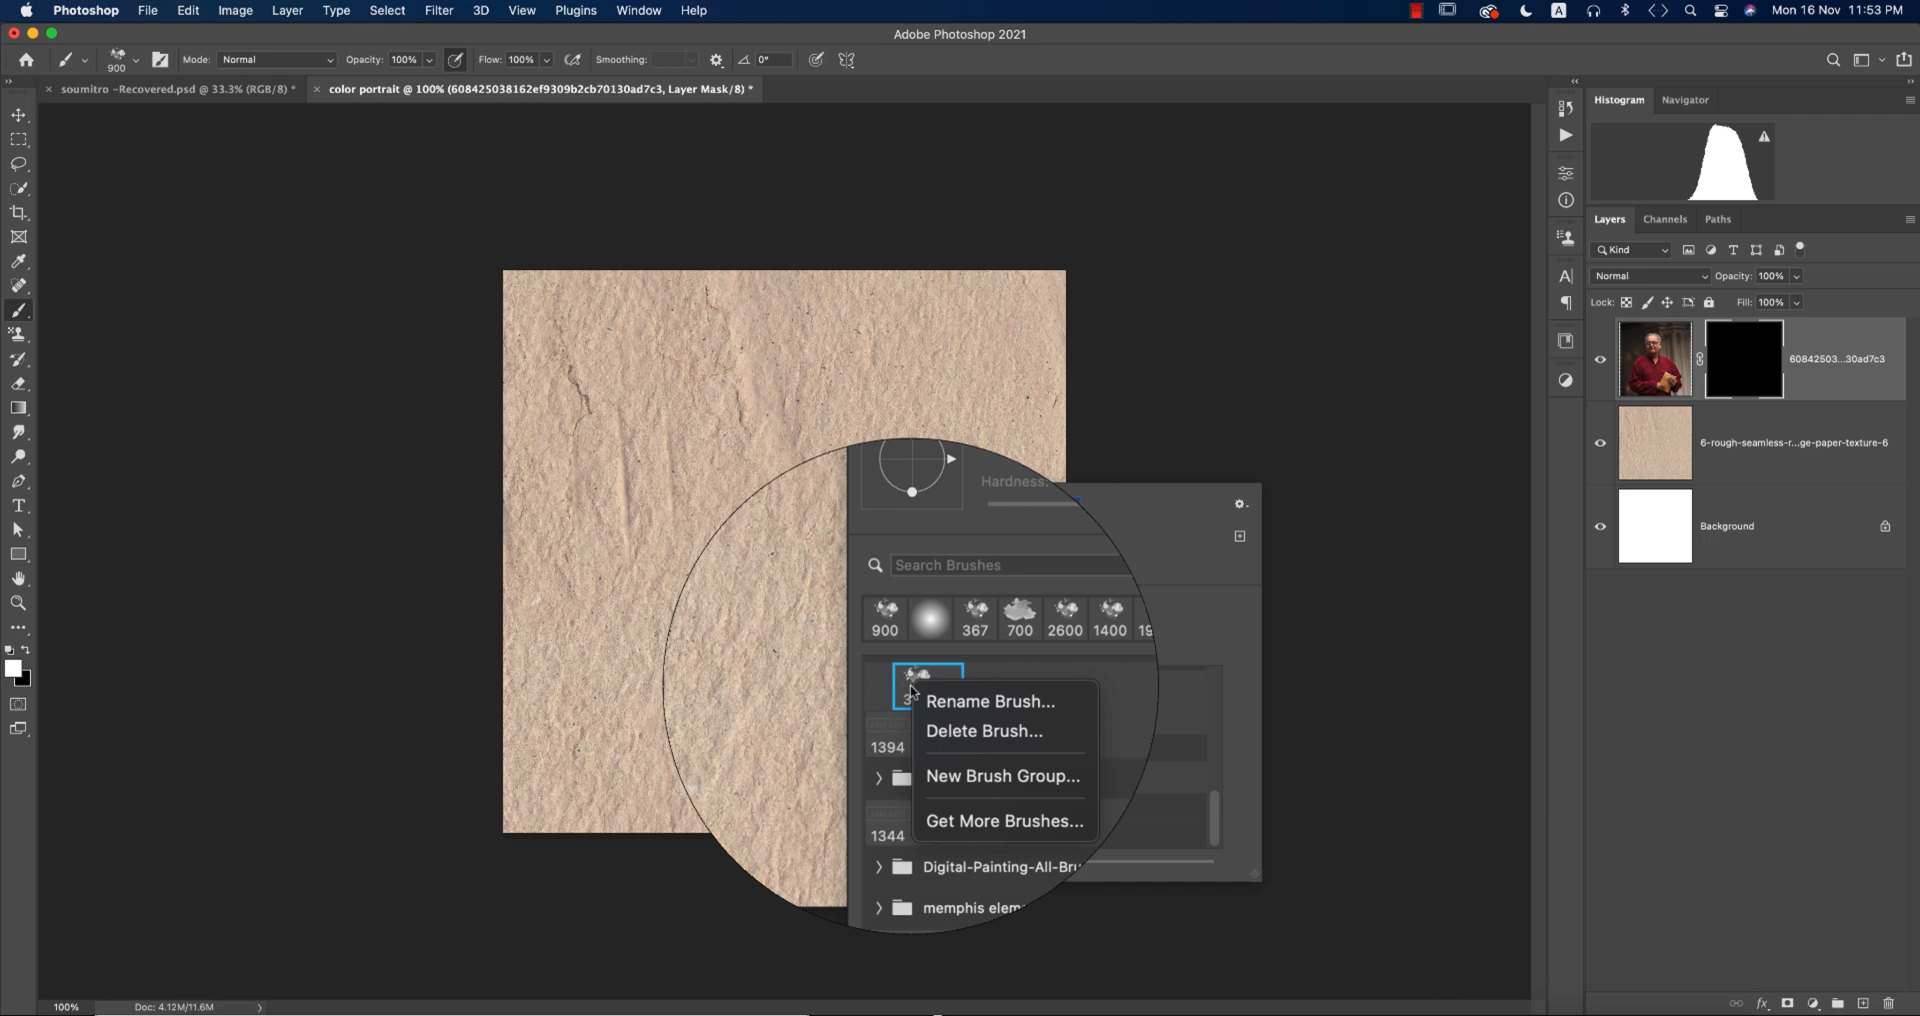 Photoshop File Edit Image Layer Type Select Filter 3D View Plugins Window Help
A Mon 16 Nov 11:53 PM
Adobe Photoshop 2021
900 Mode: Normal Opacity: 100% Flow: 100% Smoothing: 0°
soumitro -Recovered.psd @ 33.3% (RGB/8) *
color portrait @ 100% (608425038162ef9309b2cb70130ad7c3, Layer Mask/8) *
Histogram Navigator
Layers Channels Paths
Kind
Normal Opacity: 100%
Lock: Fill: 100%
60842503...30ad7c3
6-rough-seamless-r...ge-paper-texture-6
Background
Hardness:
Search Brushes
900 367 700 2600 1400
Rename Brush...
Delete Brush...
1394
New Brush Group...
Get More Brushes...
1344
Digital-Painting-All-Bru
memphis elem
100% Doc: 4.12M/11.6M